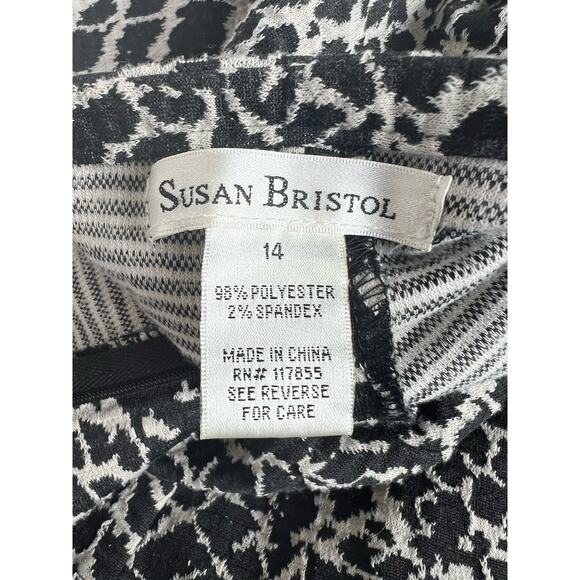 SUSAN BRISTOL
14
98% POLYESTER
2% SPANDEX
MADE IN CHINA
RN# 117855
SEE REVERSE
FOR CARE